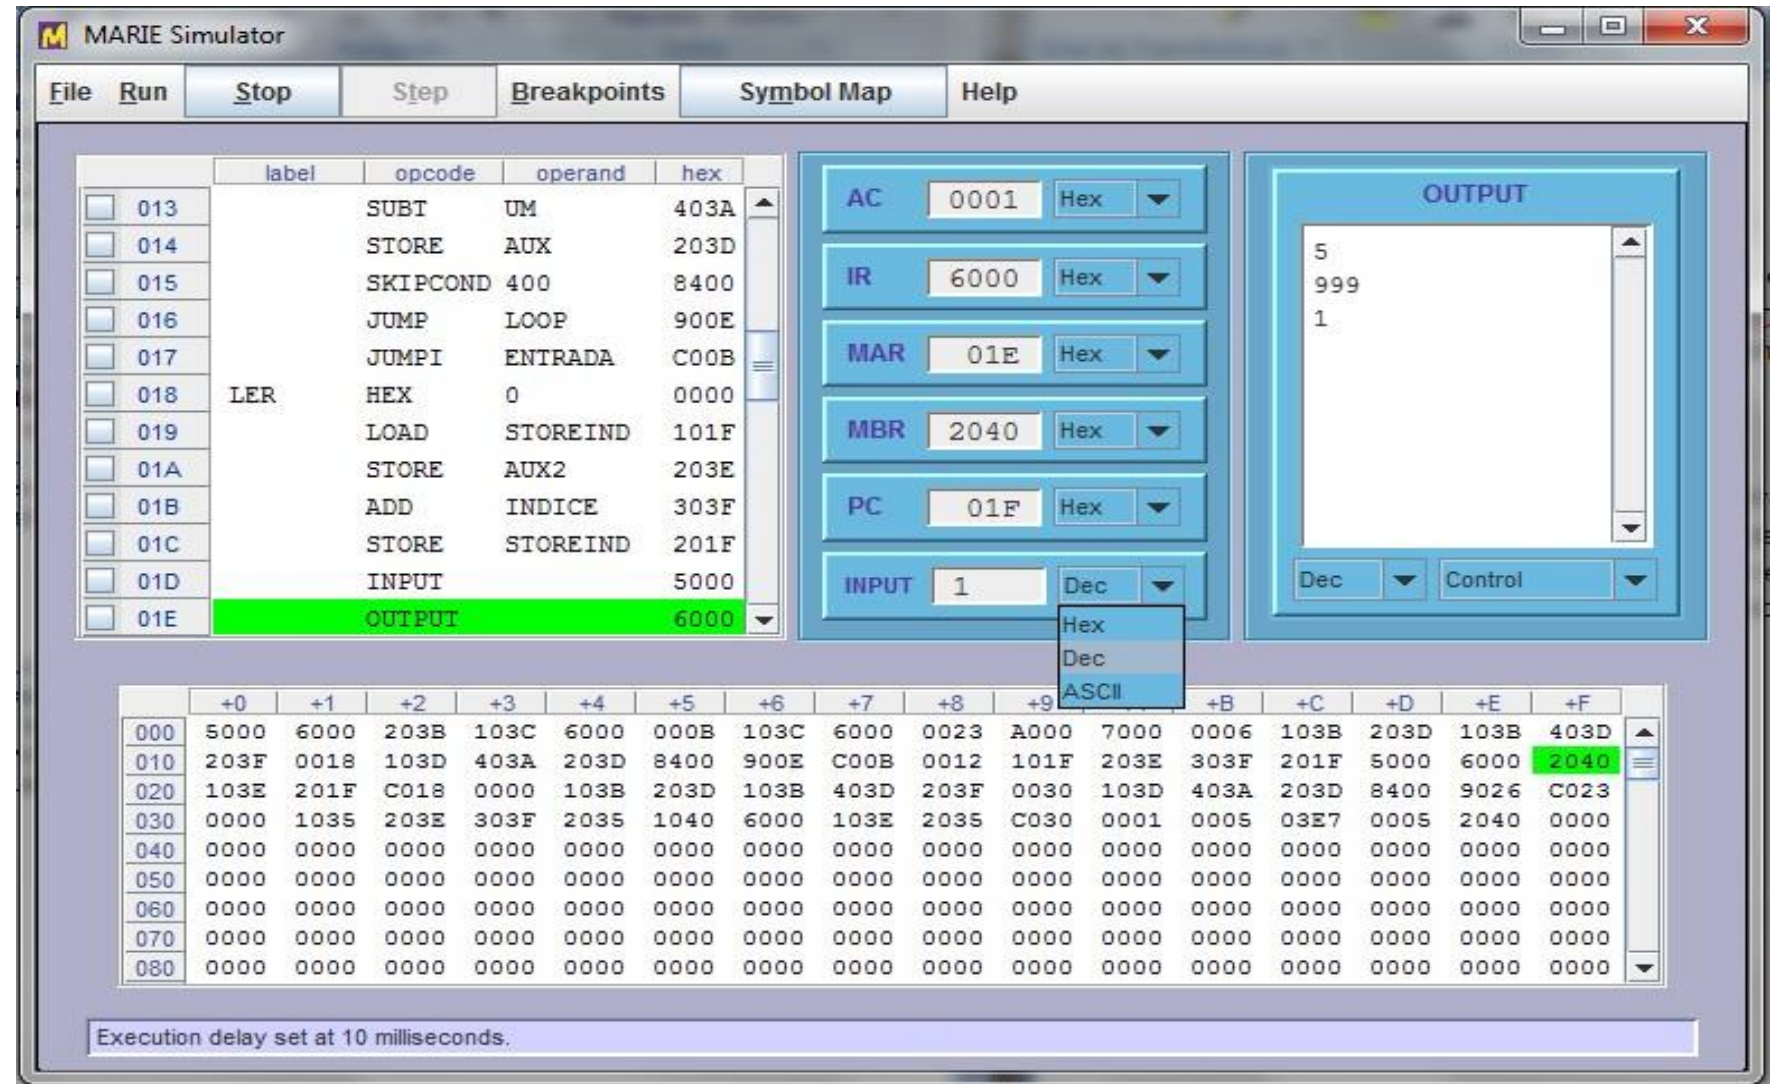 MARIE Simulator
File Run Stop Step Breakpoints Symbol Map Help
label opcode operand hex
013 SUBT UM 403A
014 STORE AUX 203D
015 SKIPCOND 400 8400
016 JUMP LOOP 900E
017 JUMPI ENTRADA C00B
018 LER HEX 0 0000
019 LOAD STOREIND 101F
01A STORE AUX2 203E
01B ADD INDICE 303F
01C STORE STOREIND 201F
01D INPUT 5000
01E OUTPUT 6000
AC 0001 Hex
IR 6000 Hex
MAR 01E Hex
MBR 2040 Hex
PC 01F Hex
INPUT 1 Dec
Hex
Dec
ASCII
OUTPUT
5
999
1
Dec Control
+0 +1 +2 +3 +4 +5 +6 +7 +8 +9 +B +C +D +E +F
000 5000 6000 203B 103C 6000 000B 103C 6000 0023 A000 7000 0006 103B 203D 103B 403D
010 203F 0018 103D 403A 203D 8400 900E C00B 0012 101F 203E 303F 201F 5000 6000 2040
020 103E 201F C018 0000 103B 203D 103B 403D 203F 0030 103D 403A 203D 8400 9026 C023
030 0000 1035 203E 303F 2035 1040 6000 103E 2035 C030 0001 0005 03E7 0005 2040 0000
040 0000 0000 0000 0000 0000 0000 0000 0000 0000 0000 0000 0000 0000 0000 0000 0000
050 0000 0000 0000 0000 0000 0000 0000 0000 0000 0000 0000 0000 0000 0000 0000 0000
060 0000 0000 0000 0000 0000 0000 0000 0000 0000 0000 0000 0000 0000 0000 0000 0000
070 0000 0000 0000 0000 0000 0000 0000 0000 0000 0000 0000 0000 0000 0000 0000 0000
080 0000 0000 0000 0000 0000 0000 0000 0000 0000 0000 0000 0000 0000 0000 0000 0000
Execution delay set at 10 milliseconds.